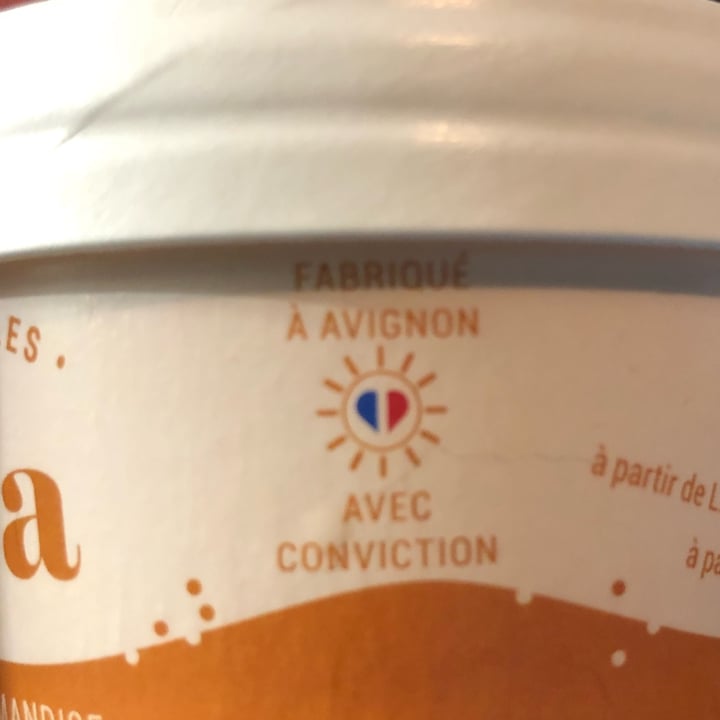 FABRIQUÉ
À AVIGNON
AVEC
CONVICTION
ES.
a
à partir de L
à pa